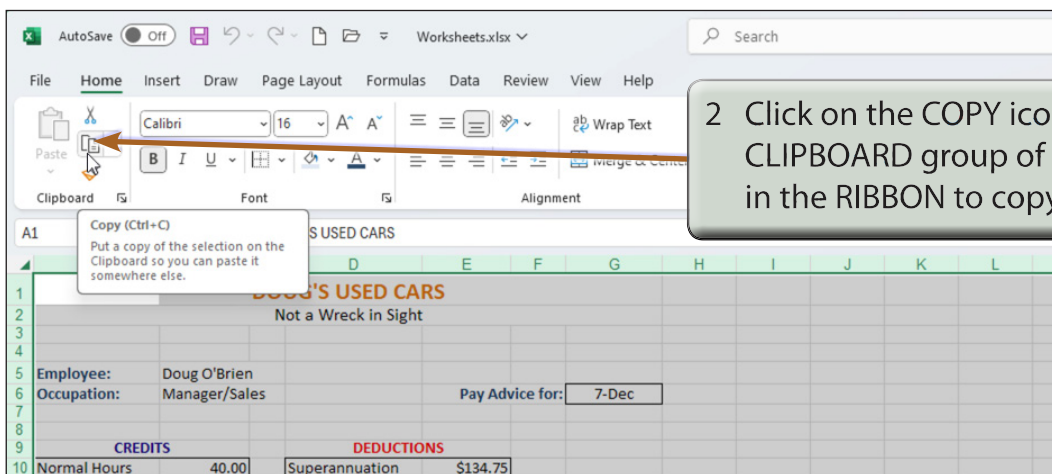 AutoSave Off Worksheets.xlsx Search
File Home Insert Draw Page Layout Formulas Data Review View Help
2 Click on the COPY ico
CLIPBOARD group of
in the RIBBON to copy
Calibri 16 A^ A˅ ab Wrap Text
Paste B I U A Merge & Center
Clipboard Font Alignment
Copy (Ctrl+C)
Put a copy of the selection on the
Clipboard so you can paste it
somewhere else.
A1 S USED CARS
D E F G H I J K L
1 DOUG'S USED CARS
2 Not a Wreck in Sight
3
4
5 Employee: Doug O'Brien
6 Occupation: Manager/Sales Pay Advice for: 7-Dec
7
8
9 CREDITS DEDUCTIONS
10 Normal Hours 40.00 Superannuation $134.75